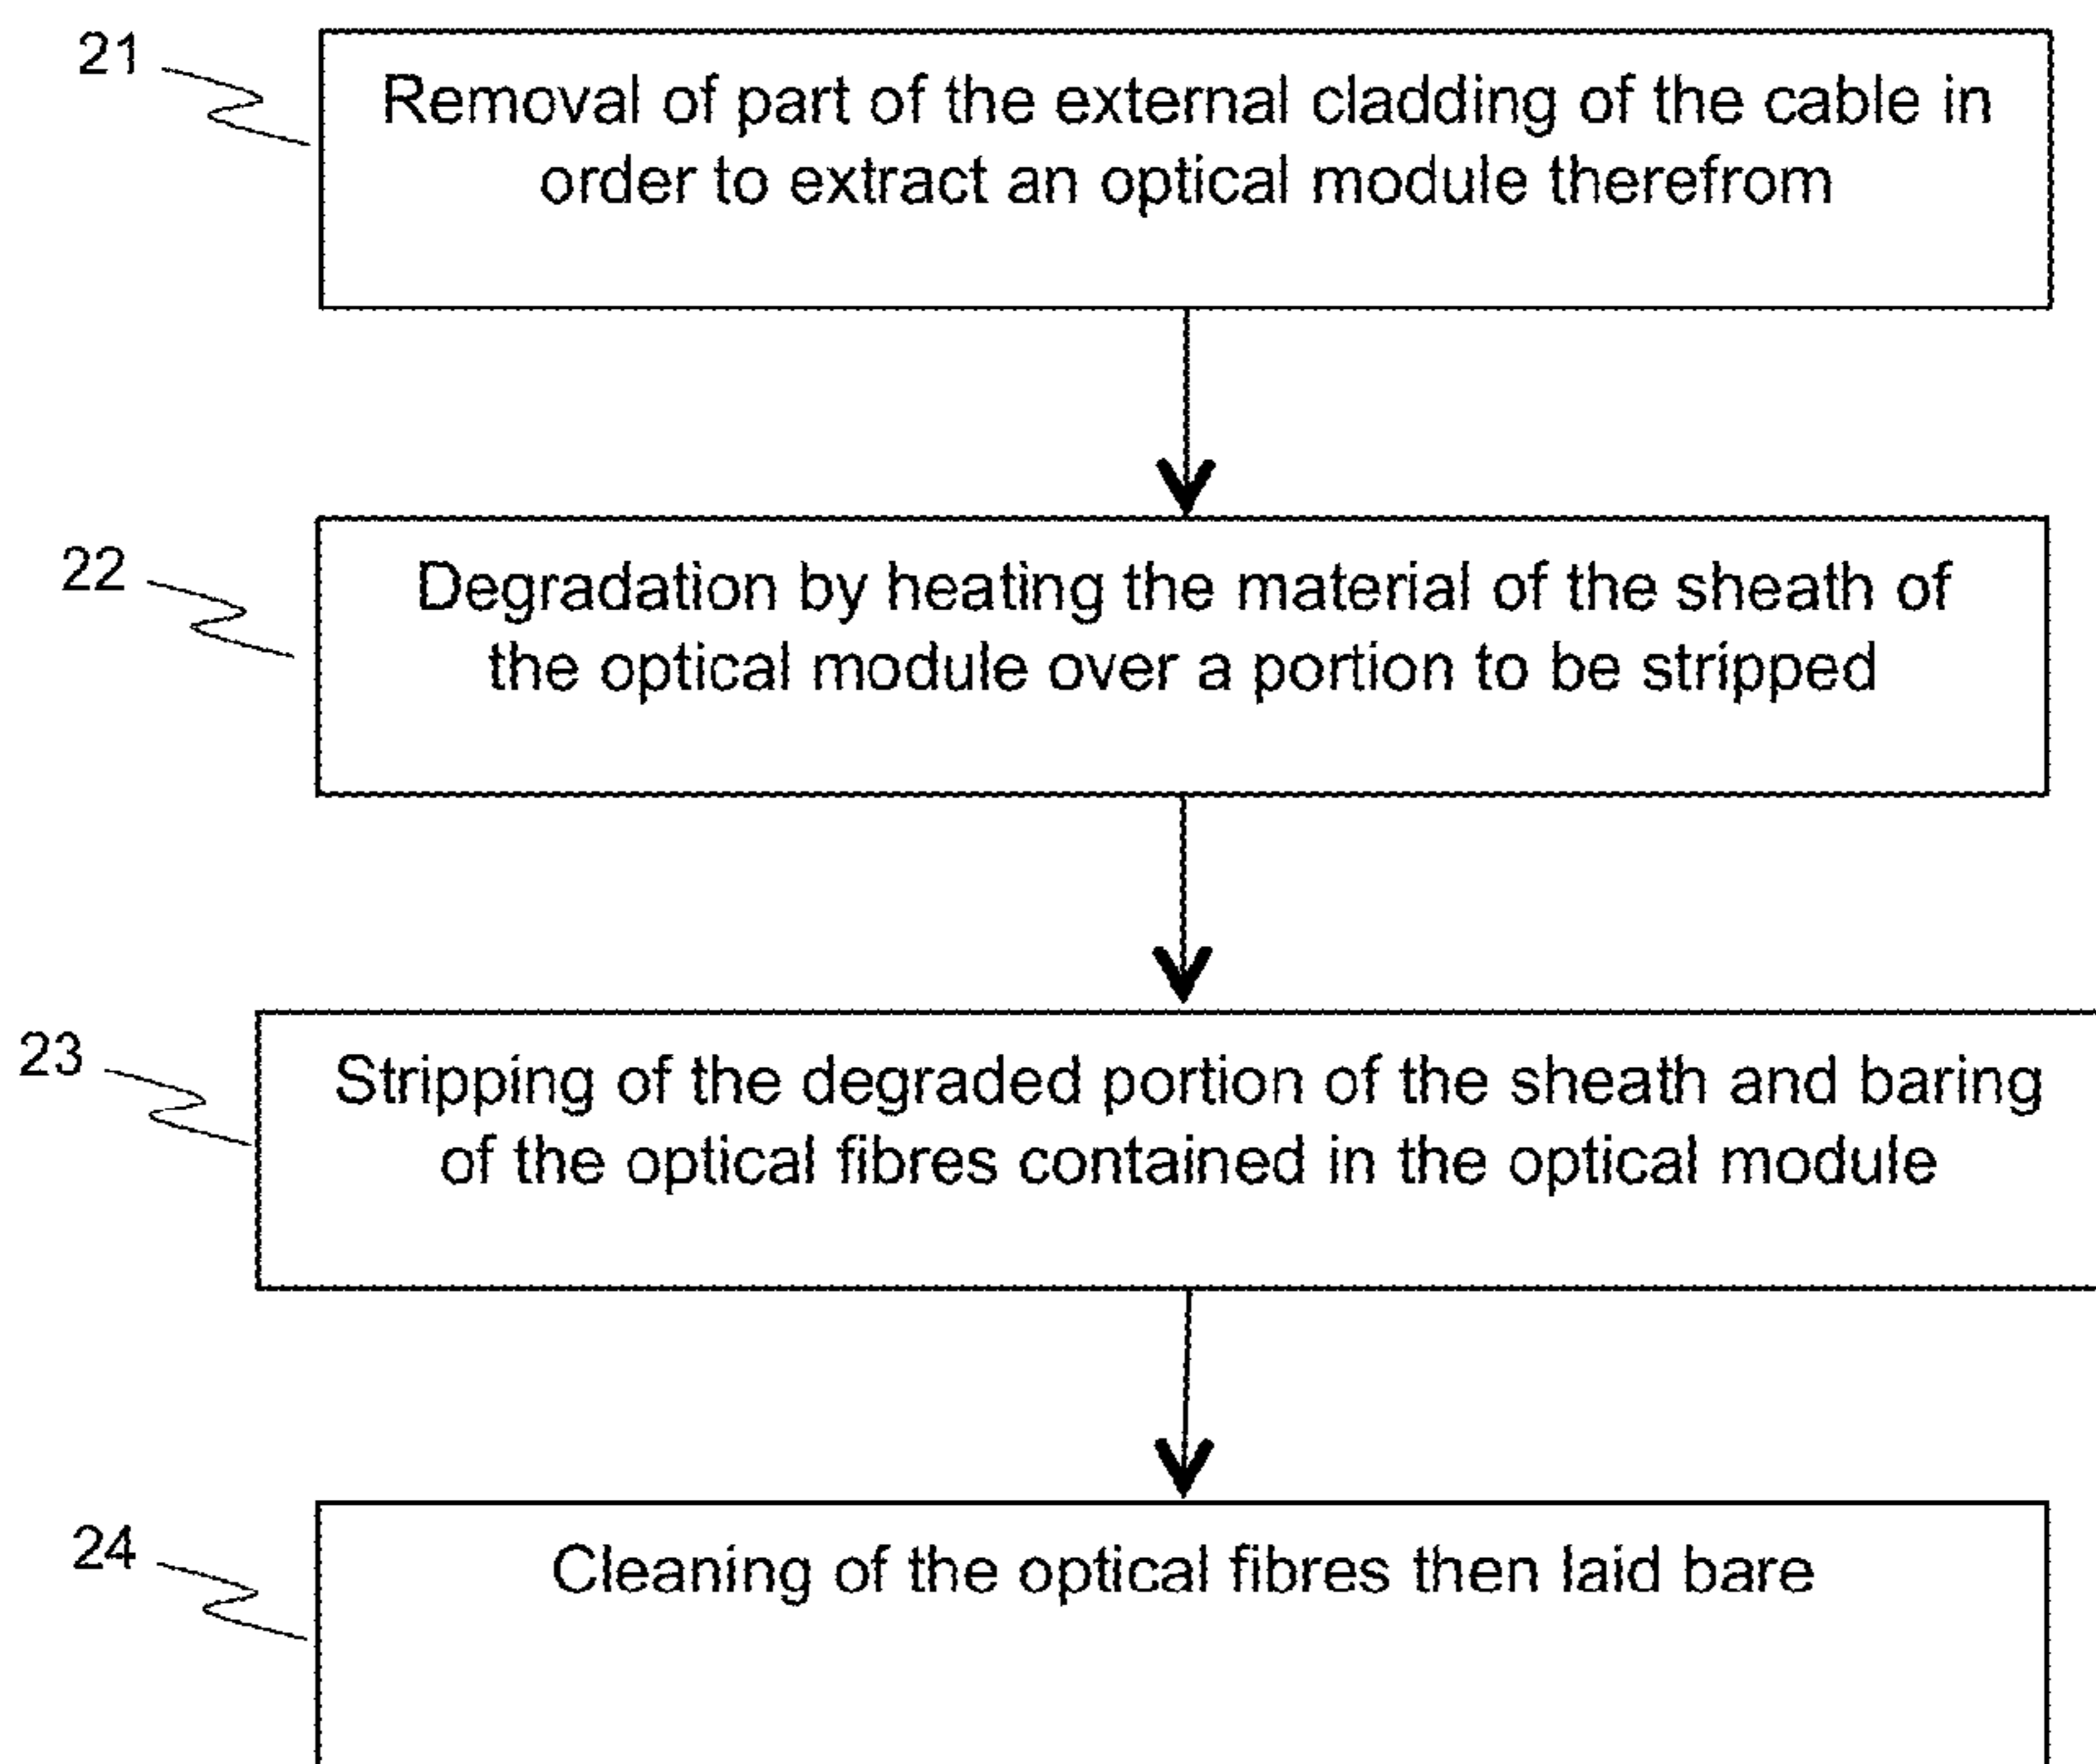 21
Removal of part of the external cladding of the cable in
order to extract an optical module therefrom
22
Degradation by heating the material of the sheath of
the optical module over a portion to be stripped
23
Stripping of the degraded portion of the sheath and baring
of the optical fibres contained in the optical module
24
Cleaning of the optical fibres then laid bare